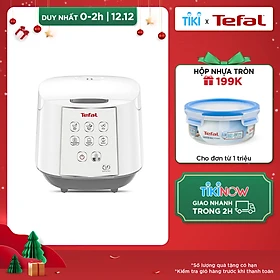 DUY NHẤT 0-2h | 12.12
TIKI x Tefal
HỘP NHỰA TRÒN
199K
Tefal
Cho đơn từ 1 triệu
TIKINOW
GIAO NHANH
TRONG 2H
*Số lượng quà tặng có hạn
*Kiểm tra giỏ hàng trước khi thanh toán